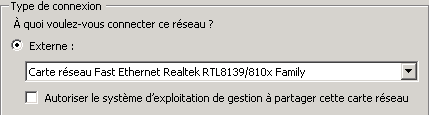 Type de connexion
À quoi voulez-vous connecter ce réseau ?
Externe :
Carte réseau Fast Ethernet Realtek RTL8139/810x Family
Autoriser le système d'exploitation de gestion à partager cette carte réseau